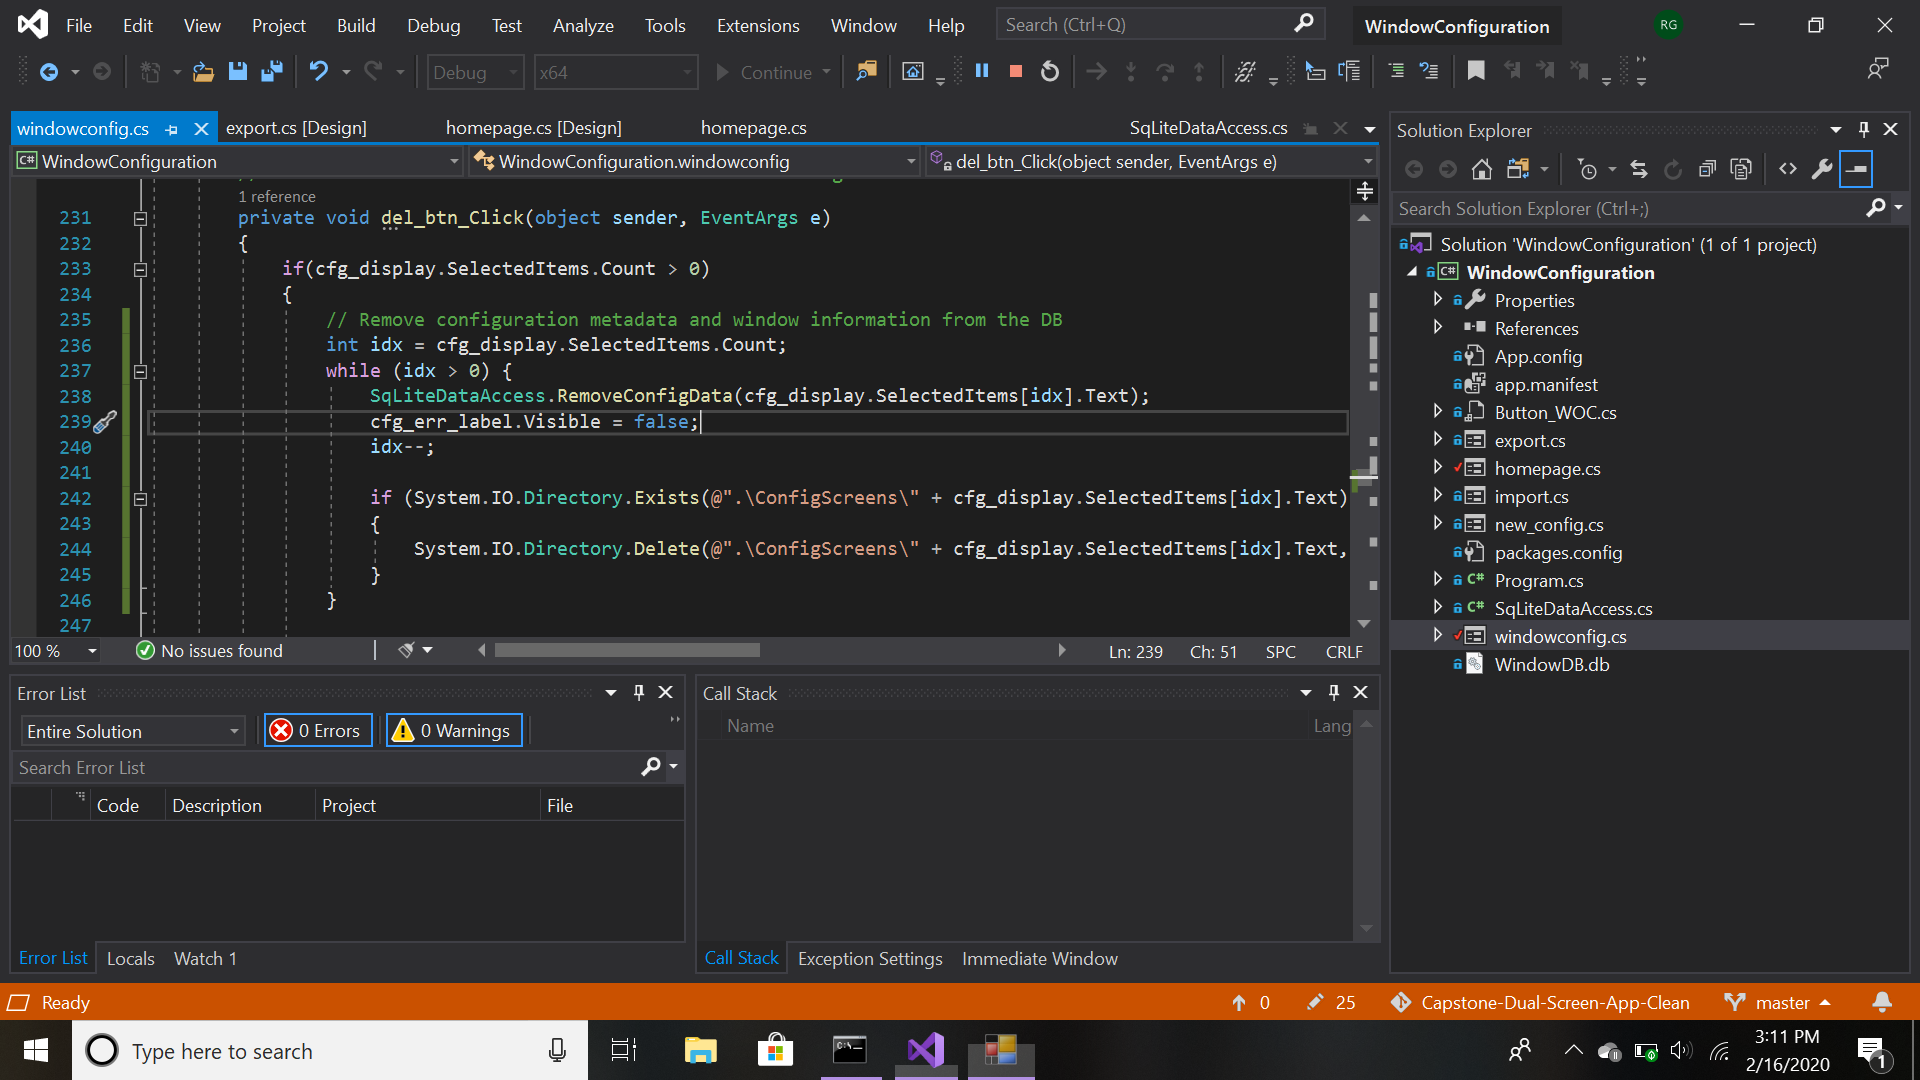 File Edit View Project Build Debug Test Analyze Tools Extensions Window Help Search (Ctrl+Q) WindowConfiguration RG
Debug x64 Continue
windowconfig.cs export.cs [Design] homepage.cs [Design] homepage.cs SqLiteDataAccess.cs
C# WindowConfiguration WindowConfiguration.windowconfig del_btn_Click(object sender, EventArgs e)
1 reference
231 private void del_btn_Click(object sender, EventArgs e)
232 {
233 if(cfg_display.SelectedItems.Count > 0)
234 {
235 // Remove configuration metadata and window information from the DB
236 int idx = cfg_display.SelectedItems.Count;
237 while (idx > 0) {
238 SqLiteDataAccess.RemoveConfigData(cfg_display.SelectedItems[idx].Text);
239 cfg_err_label.Visible = false;
240 idx--;
241
242 if (System.IO.Directory.Exists(@".\ConfigScreens\" + cfg_display.SelectedItems[idx].Text)
243 {
244 System.IO.Directory.Delete(@".\ConfigScreens\" + cfg_display.SelectedItems[idx].Text,
245 }
246 }
247
100 % No issues found Ln: 239 Ch: 51 SPC CRLF
Solution Explorer
Search Solution Explorer (Ctrl+;)
Solution 'WindowConfiguration' (1 of 1 project)
C# WindowConfiguration
Properties
References
App.config
app.manifest
Button_WOC.cs
export.cs
homepage.cs
import.cs
new_config.cs
packages.config
C# Program.cs
C# SqLiteDataAccess.cs
windowconfig.cs
WindowDB.db
Error List
Entire Solution 0 Errors 0 Warnings
Search Error List
Code Description Project File
Error List Locals Watch 1
Call Stack
Name Lang
Call Stack Exception Settings Immediate Window
Ready 0 25 Capstone-Dual-Screen-App-Clean master
Type here to search
3:11 PM
2/16/2020
1